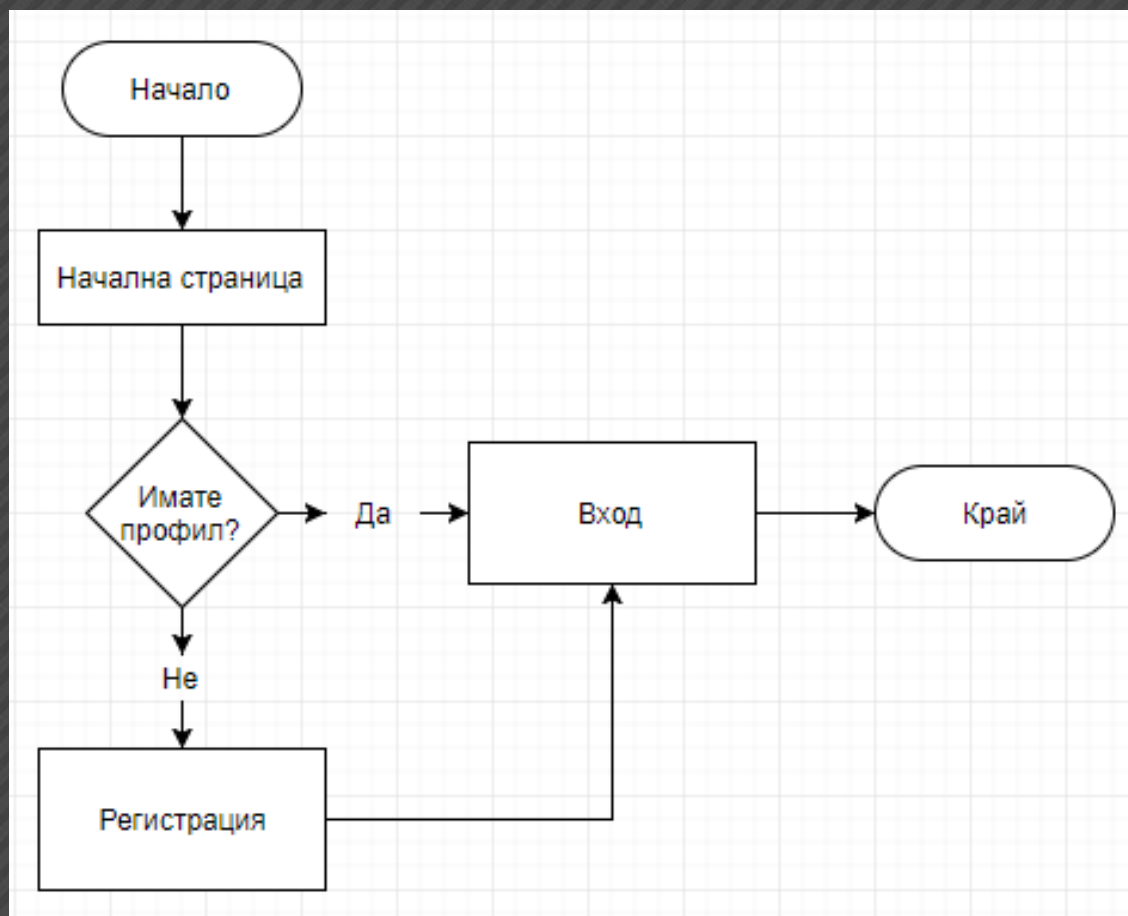 Начало
Начална страница
Имате
профил?
Да
Вход
Край
Не
Регистрация